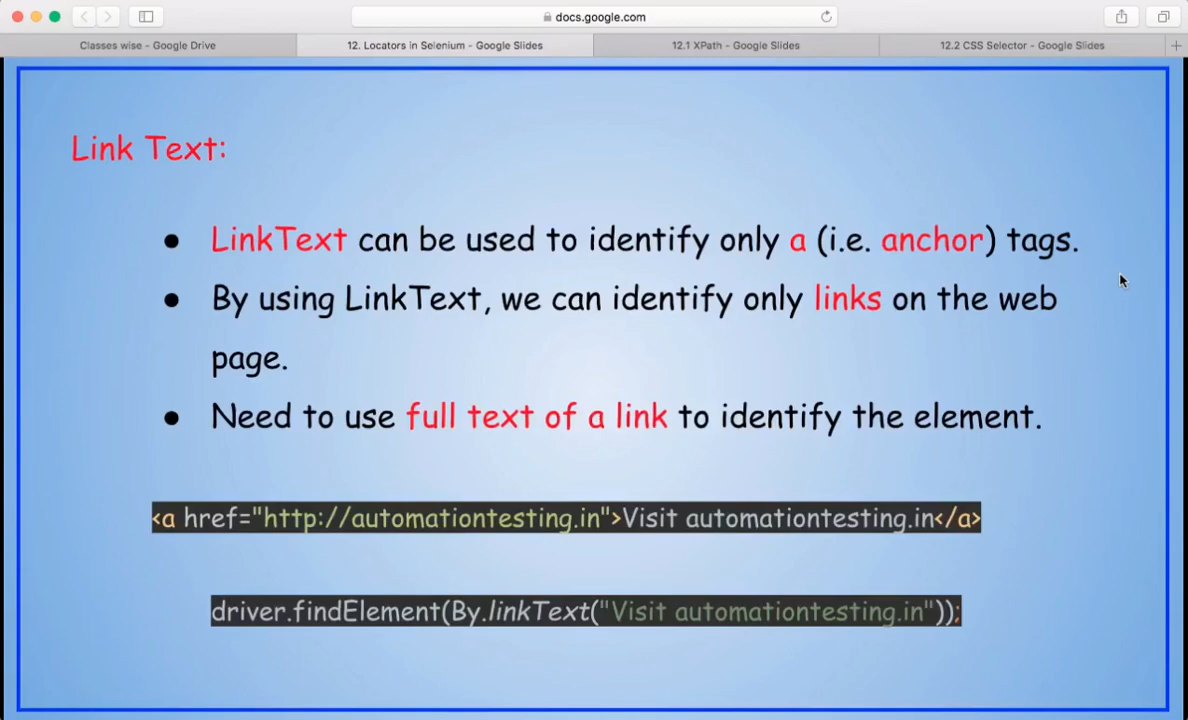 docs.google.com
Classes wise - Google Drive
12. Locators in Selenium - Google Slides
12.1 XPath - Google Slides
12.2 CSS Selector - Google Slides
Link Text:
● LinkText can be used to identify only a (i.e. anchor) tags.
● By using LinkText, we can identify only links on the web
page.
● Need to use full text of a link to identify the element.
<a href="http://automationtesting.in">Visit automationtesting.in</a>
driver.findElement(By.linkText("Visit automationtesting.in"));